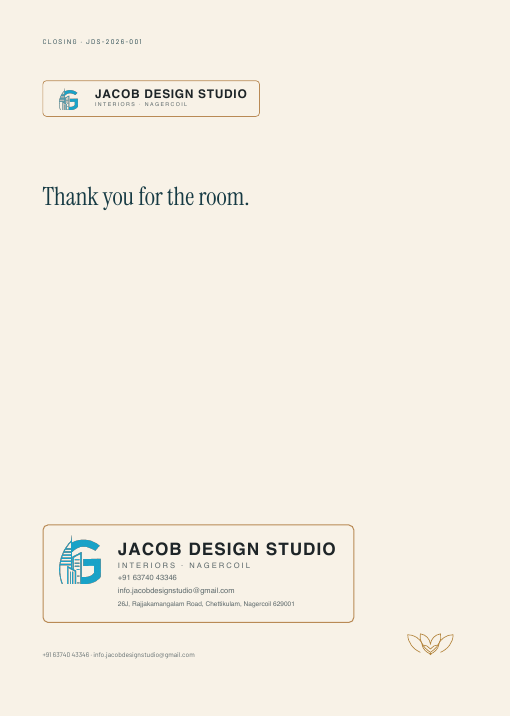 CLOSING · JDS-2026-001
JACOB DESIGN STUDIO
INTERIORS · NAGERCOIL
Thank you for the room.
JACOB DESIGN STUDIO
INTERIORS · NAGERCOIL
+91 63740 43346
info.jacobdesignstudio@gmail.com
26J, Rajjakamangalam Road, Chettikulam, Nagercoil 629001
+91 63740 43346 · info.jacobdesignstudio@gmail.com